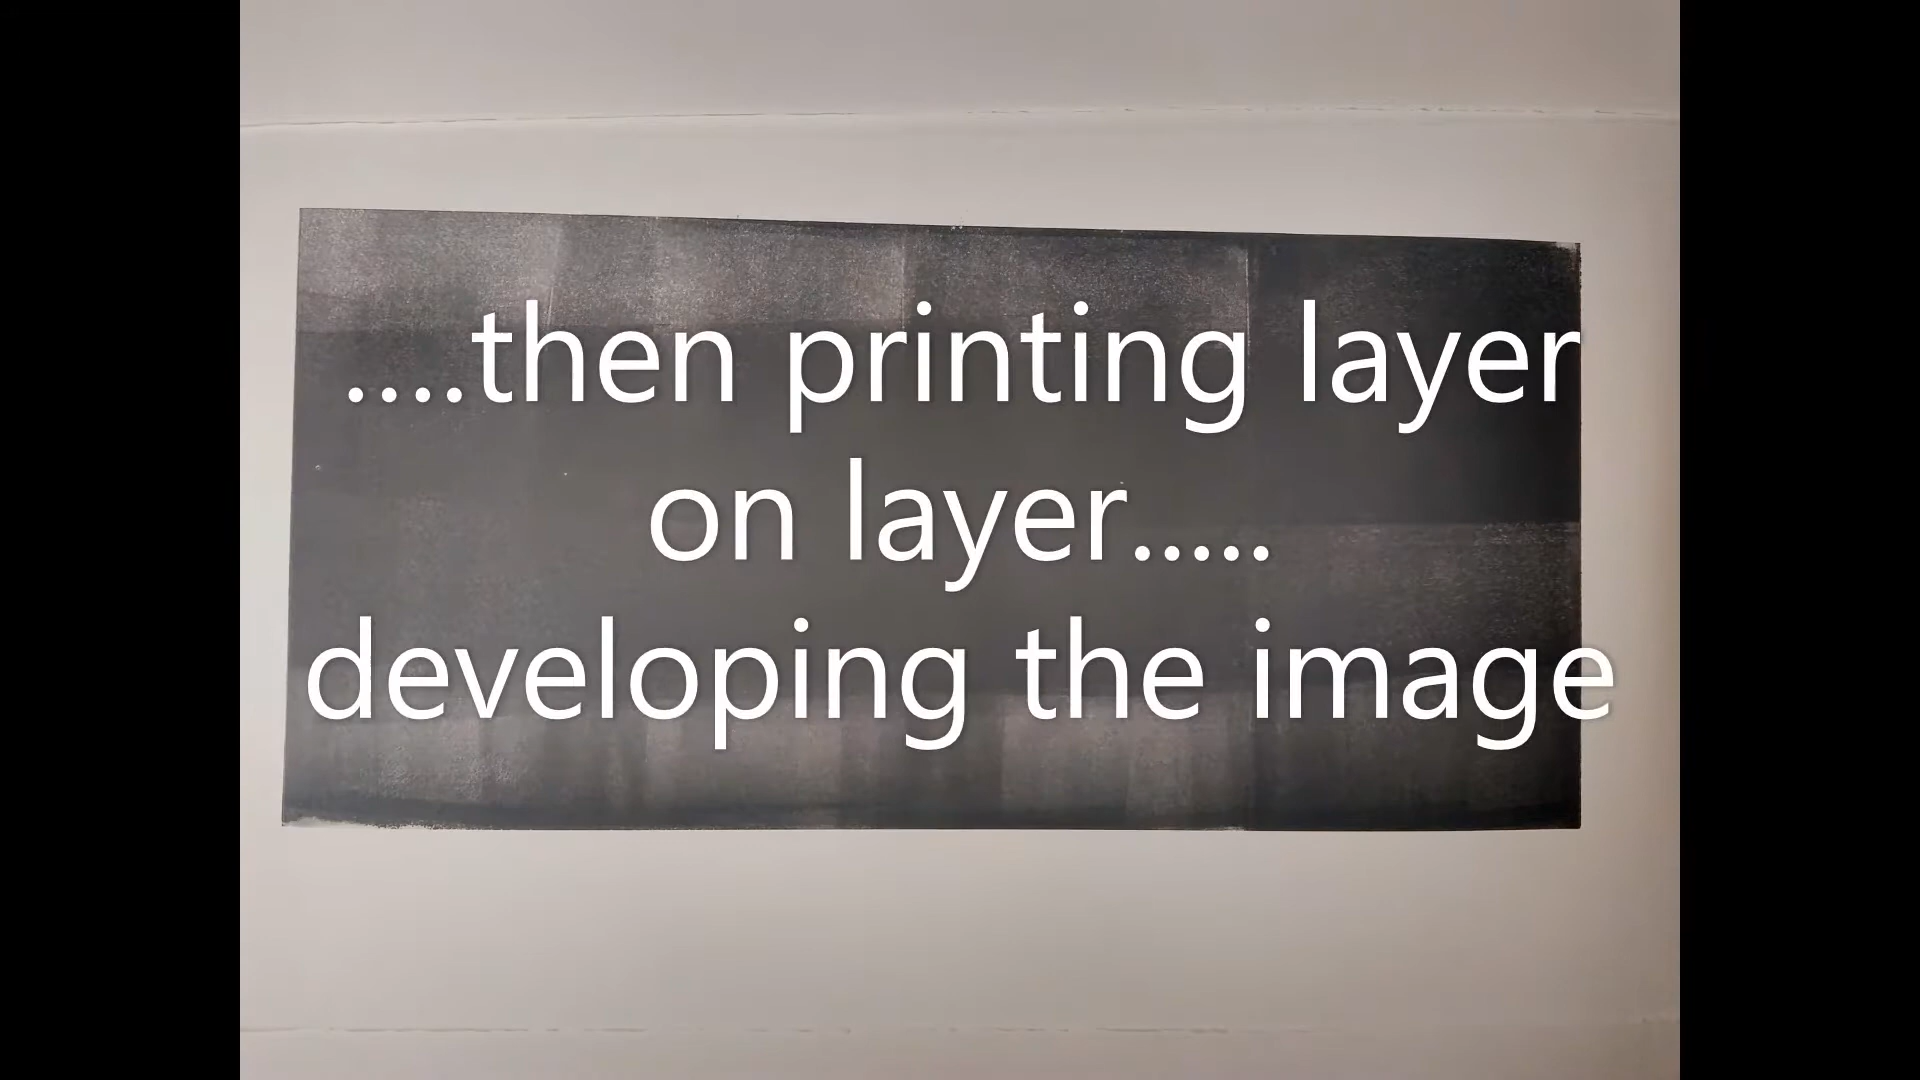 ....then printing layer
on layer.....
developing the image